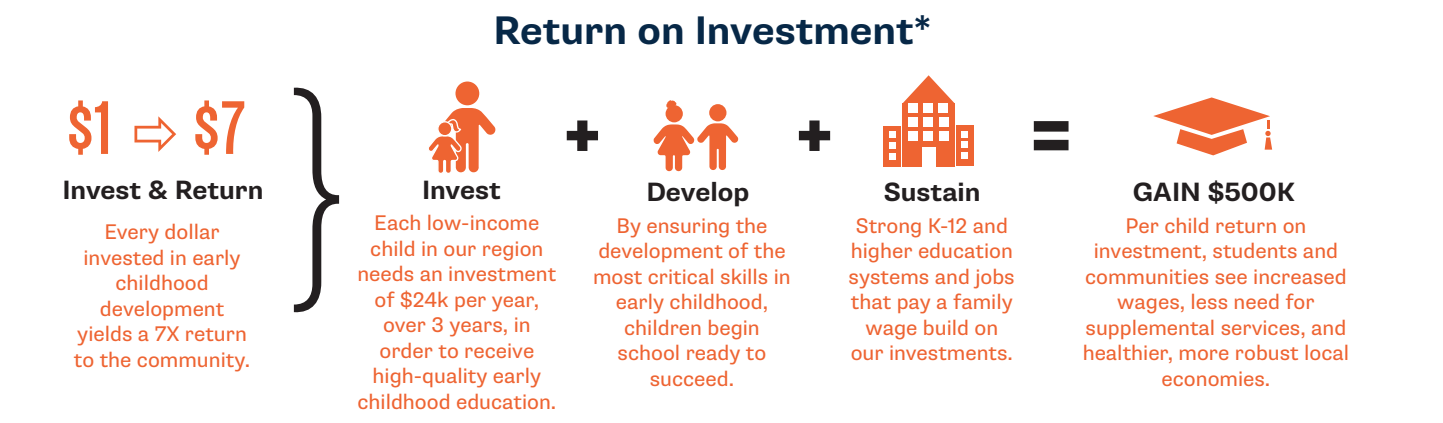 Return on Investment*
$1 ⇨ $7
Invest & Return
Every dollar
invested in early
childhood
development
yields a 7X return
to the community.
Invest
Each low-income
child in our region
needs an investment
of $24k per year,
over 3 years, in
order to receive
high-quality early
childhood education.
+
Develop
By ensuring the
development of the
most critical skills in
early childhood,
children begin
school ready to
succeed.
+
Sustain
Strong K-12 and
higher education
systems and jobs
that pay a family
wage build on
our investments.
=
GAIN $500K
Per child return on
investment, students and
communities see increased
wages, less need for
supplemental services, and
healthier, more robust local
economies.